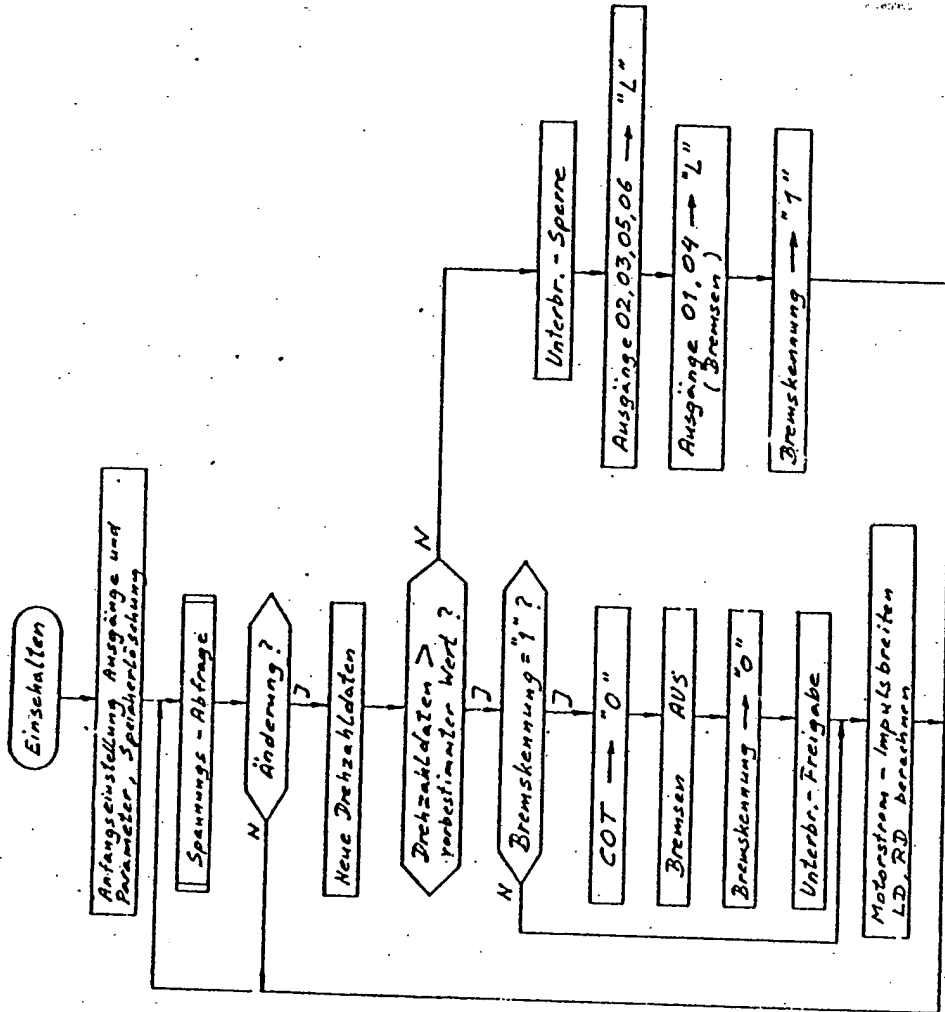 Einschalten
Anfangseinstellung Ausgänge und
Parameter, Speicherlöschung
Spannungs - Abfrage
Änderung?
N
J
Neue Drehzahldaten
Drehzahldaten >
vorbestimmter Wert?
N
J
Bremskennung = "1"?
N
J
COT → "0"
Bremsen AUS
Bremskennung → "0"
Unterbr. - Freigabe
Motorstrom - Impulsbreiten
LD, RD berechnen
Unterbr. - Sperre
Ausgänge 02,03,05,06 → "L"
Ausgänge 01, 04 → "L"
(Bremsen)
Bremskennung → "1"